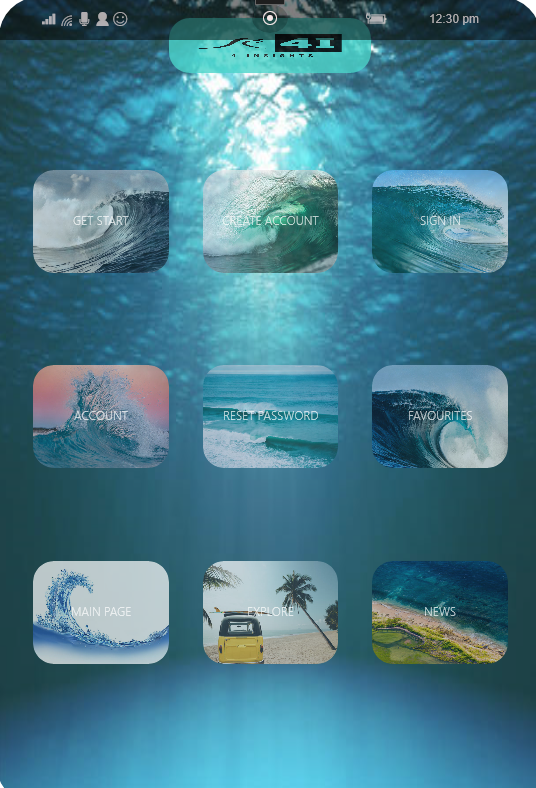 12:30 pm
41
4 INSIGHTS
GET START
CREATE ACCOUNT
SIGN IN
ACCOUNT
RESET PASSWORD
FAVOURITES
MAIN PAGE
EXPLORE
NEWS